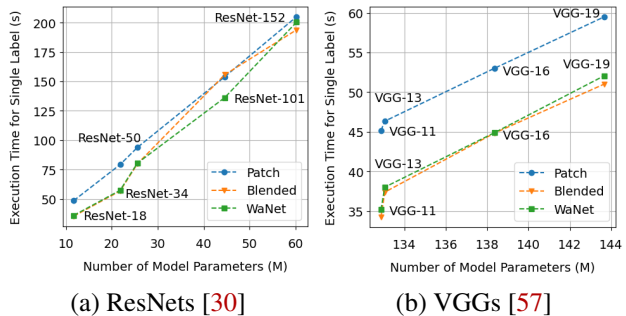 Execution Time for Single Label (s)
200
175
150
125
100
75
50
ResNet-152
ResNet-101
ResNet-50
ResNet-34
ResNet-18
Patch
Blended
WaNet
10 20 30 40 50 60
Number of Model Parameters (M)
(a) ResNets [30]
Execution Time for Single Label (s)
60
55
50
45
40
35
VGG-19
VGG-16
VGG-13
VGG-11
VGG-19
VGG-16
VGG-13
VGG-11
Patch
Blended
WaNet
134 136 138 140 142 144
Number of Model Parameters (M)
(b) VGGs [57]